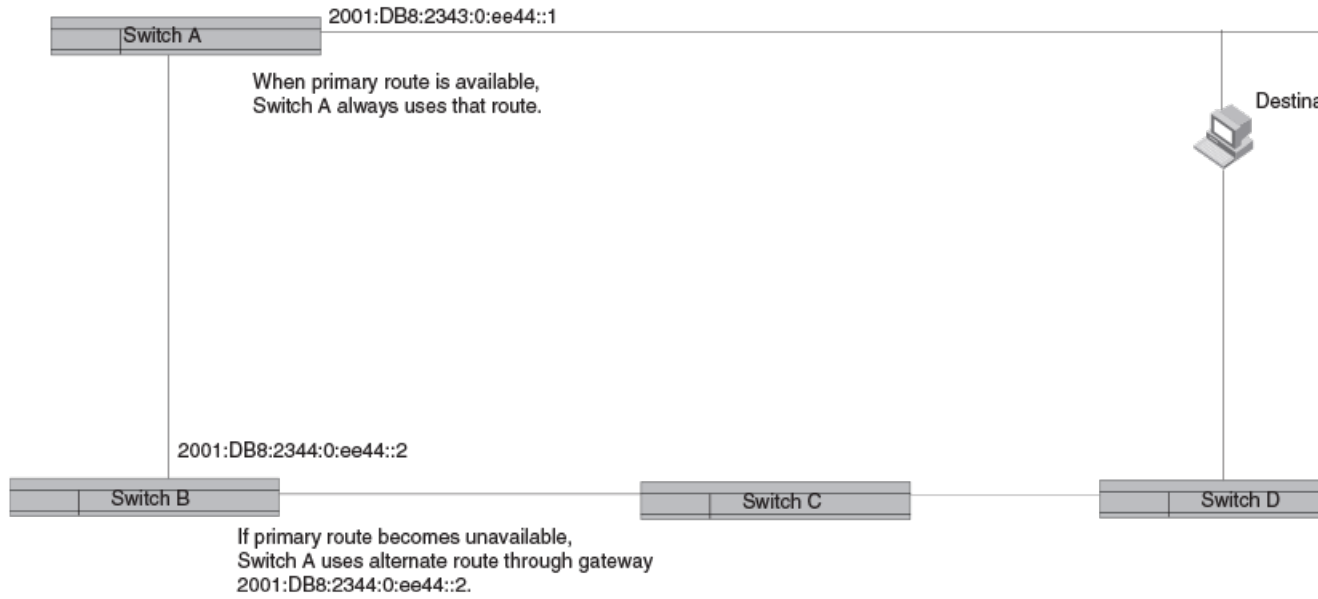 2001:DB8:2343:0:ee44::1
Switch A
When primary route is available,
Switch A always uses that route.
Destina
2001:DB8:2344:0:ee44::2
Switch B
Switch C
Switch D
If primary route becomes unavailable,
Switch A uses alternate route through gateway
2001:DB8:2344:0:ee44::2.